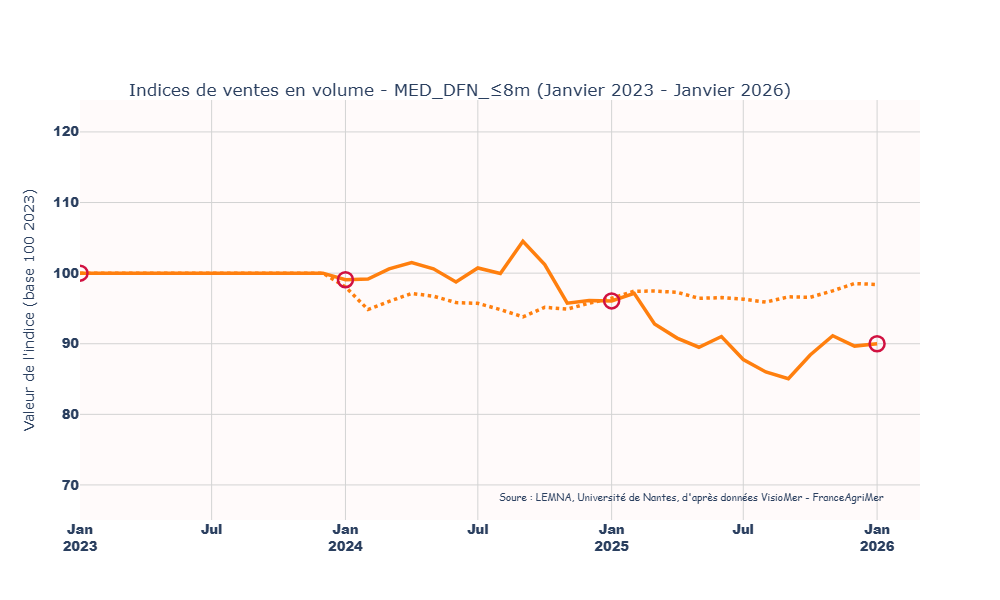 Indices de ventes en volume - MED_DFN_≤8m (Janvier 2023 - Janvier 2026)
Valeur de l'indice (base 100 2023)
120
110
100
90
80
70
Soure : LEMNA, Université de Nantes, d'après données VisioMer - FranceAgriMer
Jan Jul Jan Jul Jan Jul Jan
2023 2024 2025 2026